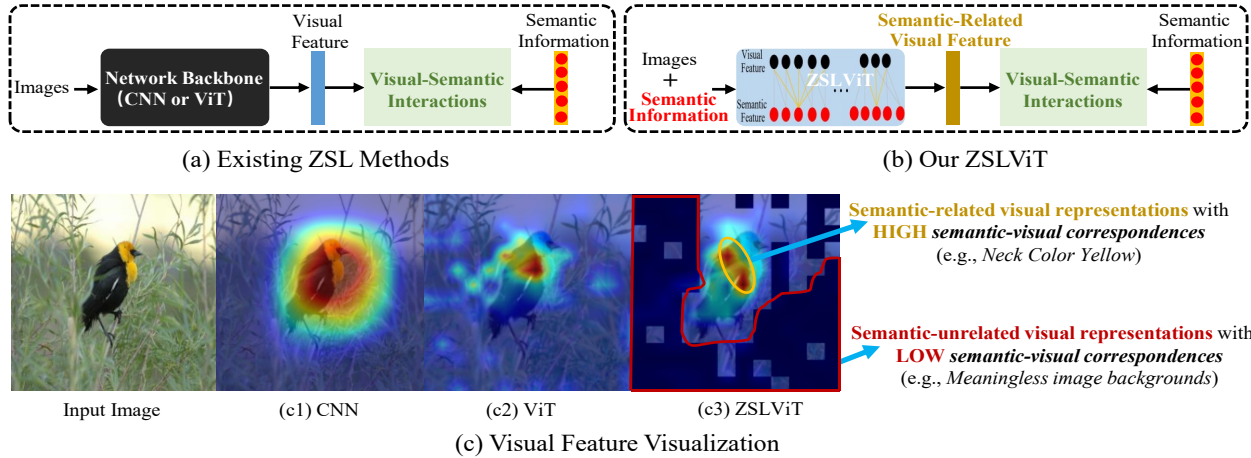 Images
Network Backbone
(CNN or ViT)
Visual
Feature
Visual-Semantic
Interactions
Semantic
Information
(a) Existing ZSL Methods
Images
+
Semantic
Information
Visual
Feature
ZSLViT
...
Semantic
Feature
Semantic-Related
Visual Feature
Visual-Semantic
Interactions
Semantic
Information
(b) Our ZSLViT
Semantic-related visual representations with
HIGH semantic-visual correspondences
(e.g., Neck Color Yellow)
Semantic-unrelated visual representations with
LOW semantic-visual correspondences
(e.g., Meaningless image backgrounds)
Input Image
(c1) CNN
(c2) ViT
(c3) ZSLViT
(c) Visual Feature Visualization